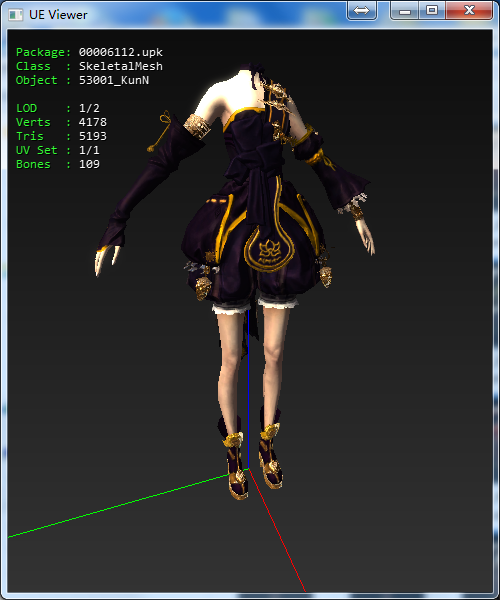 UE Viewer
Package: 00006112.upk
Class : SkeletalMesh
Object : 53001_KunN
LOD : 1/2
Verts : 4178
Tris : 5193
UV Set : 1/1
Bones : 109